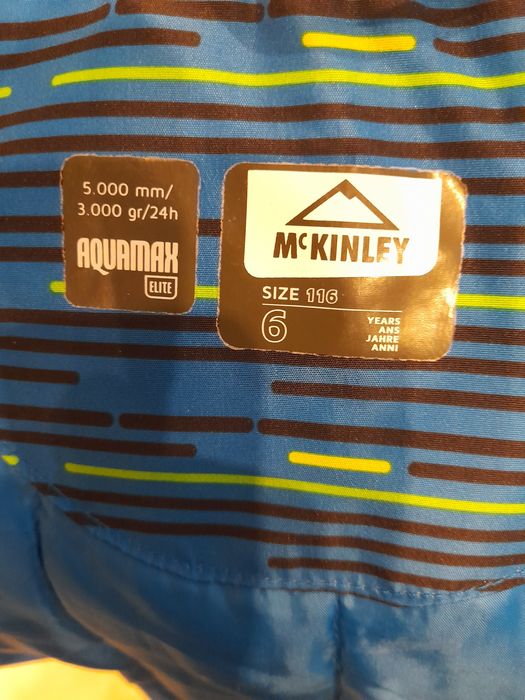 5.000 mm/
3.000 gr/24h
AQUAMAX
ELITE
McKINLEY
SIZE 116
6
YEARS
ANS
JAHRE
ANNI